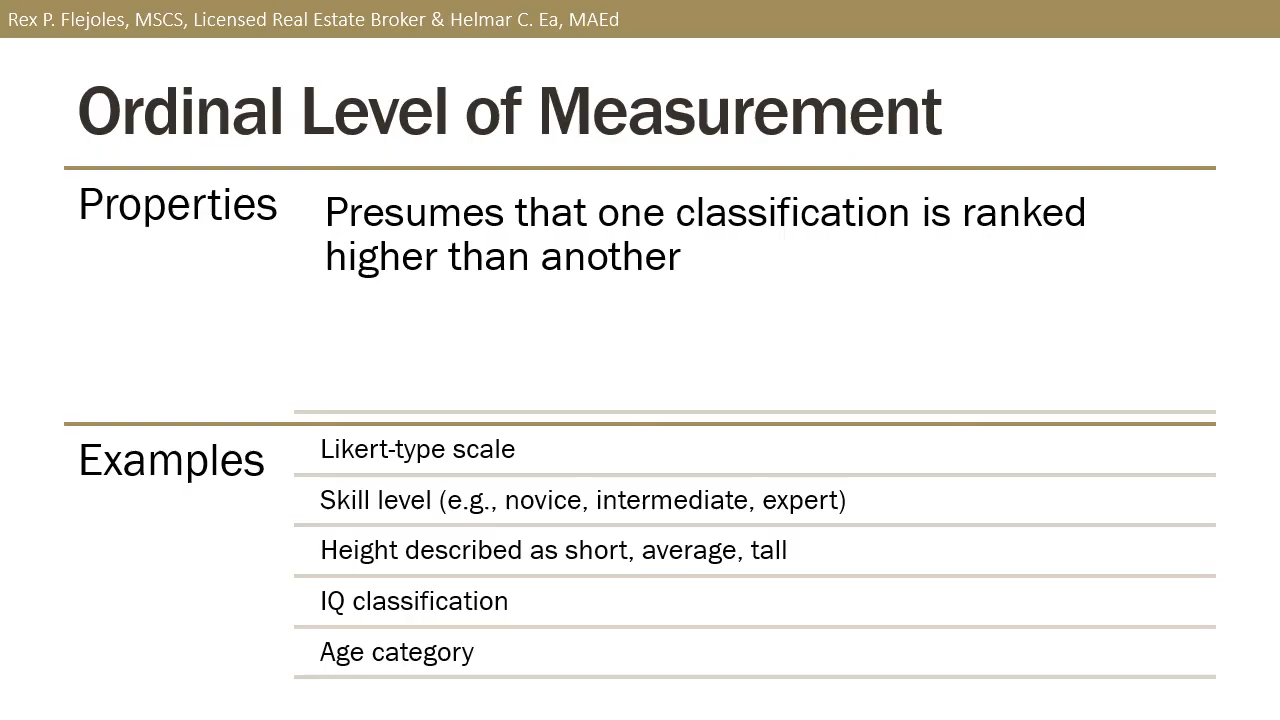 Rex P. Flejoles, MSCS, Licensed Real Estate Broker & Helmar C. Ea, MAEd
Ordinal Level of Measurement
Properties
Presumes that one classification is ranked
higher than another
Examples
Likert-type scale
Skill level (e.g., novice, intermediate, expert)
Height described as short, average, tall
IQ classification
Age category